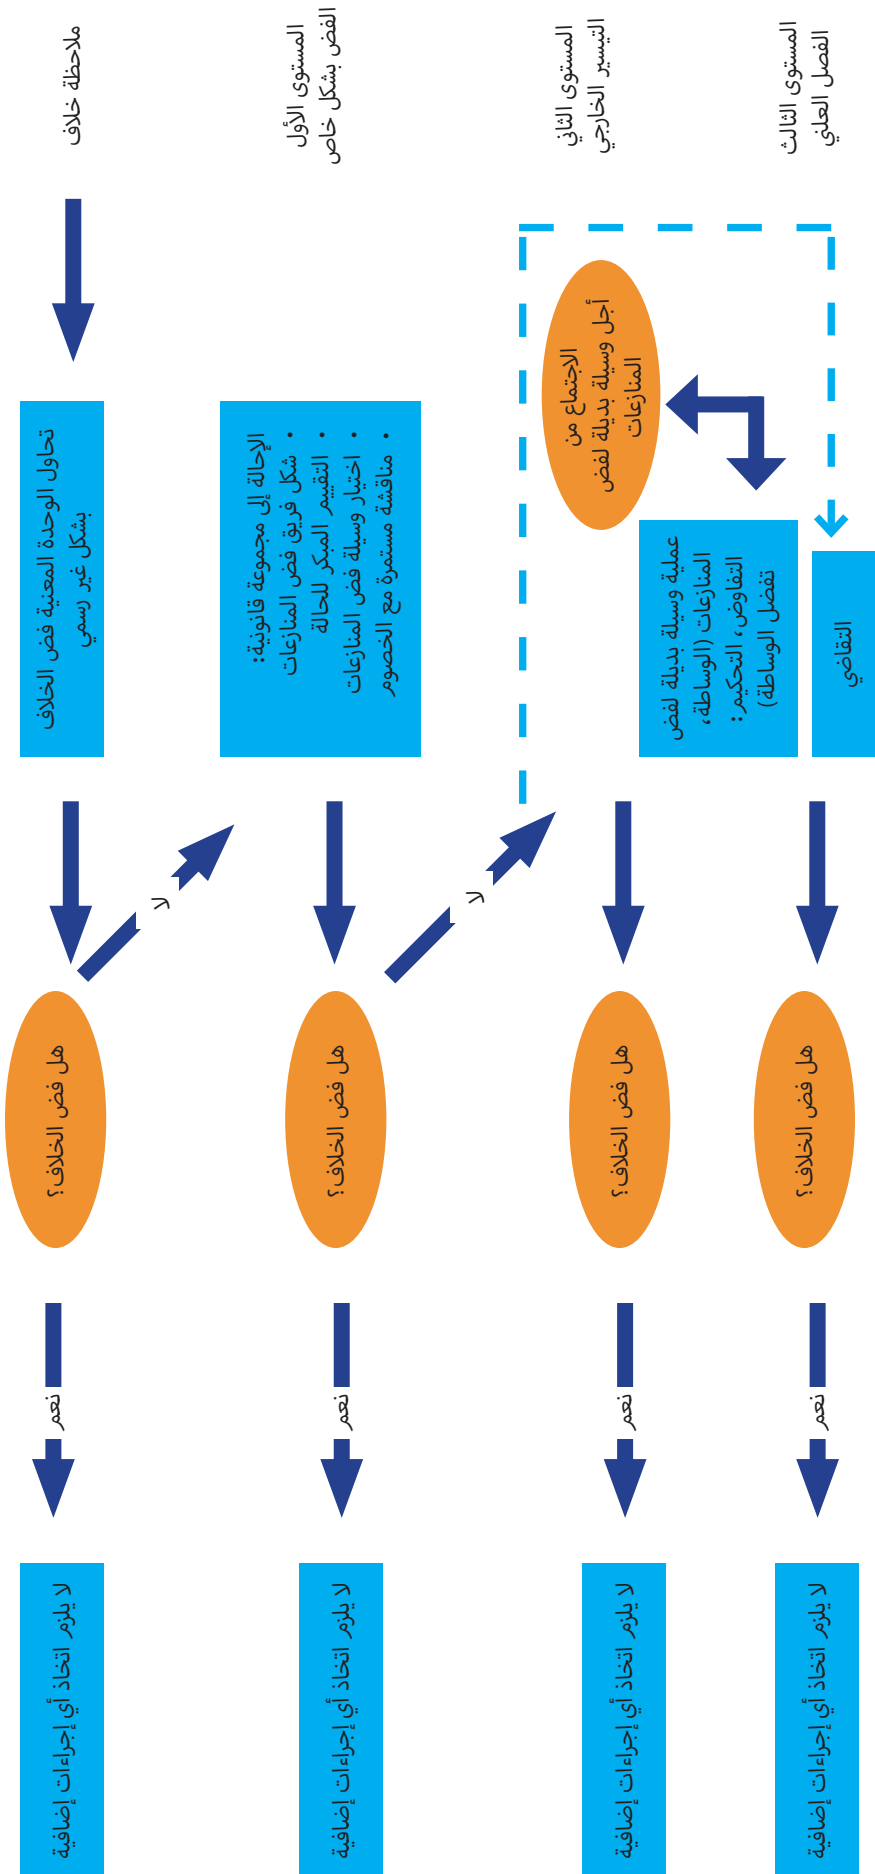 ملاحظة خلاف
تحاول الوحدة المعنية فض الخلاف
بشكل غير رسمي
لا
هل فض الخلاف؟
نعم
لا يلزم اتخاذ أي إجراءات إضافية
المستوى الأول
الفض بشكل خاص
الإحالة إلى مجموعة قانونية:
• شكل فريق فض المنازعات
• التقييم المبكر للحالة
• اختيار وسيلة فض المنازعات
• مناقشة مستمرة مع الخصوم
لا
هل فض الخلاف؟
نعم
لا يلزم اتخاذ أي إجراءات إضافية
المستوى الثاني
التيسير الخارجي
الاجتماع من
أجل وسيلة بديلة لفض
المنازعات
عملية وسيلة بديلة لفض
المنازعات (الوساطة،
التفاوض، التحكيم:
تفضل الوساطة)
هل فض الخلاف؟
نعم
لا يلزم اتخاذ أي إجراءات إضافية
المستوى الثالث
الفصل العلني
التقاضي
هل فض الخلاف؟
نعم
لا يلزم اتخاذ أي إجراءات إضافية